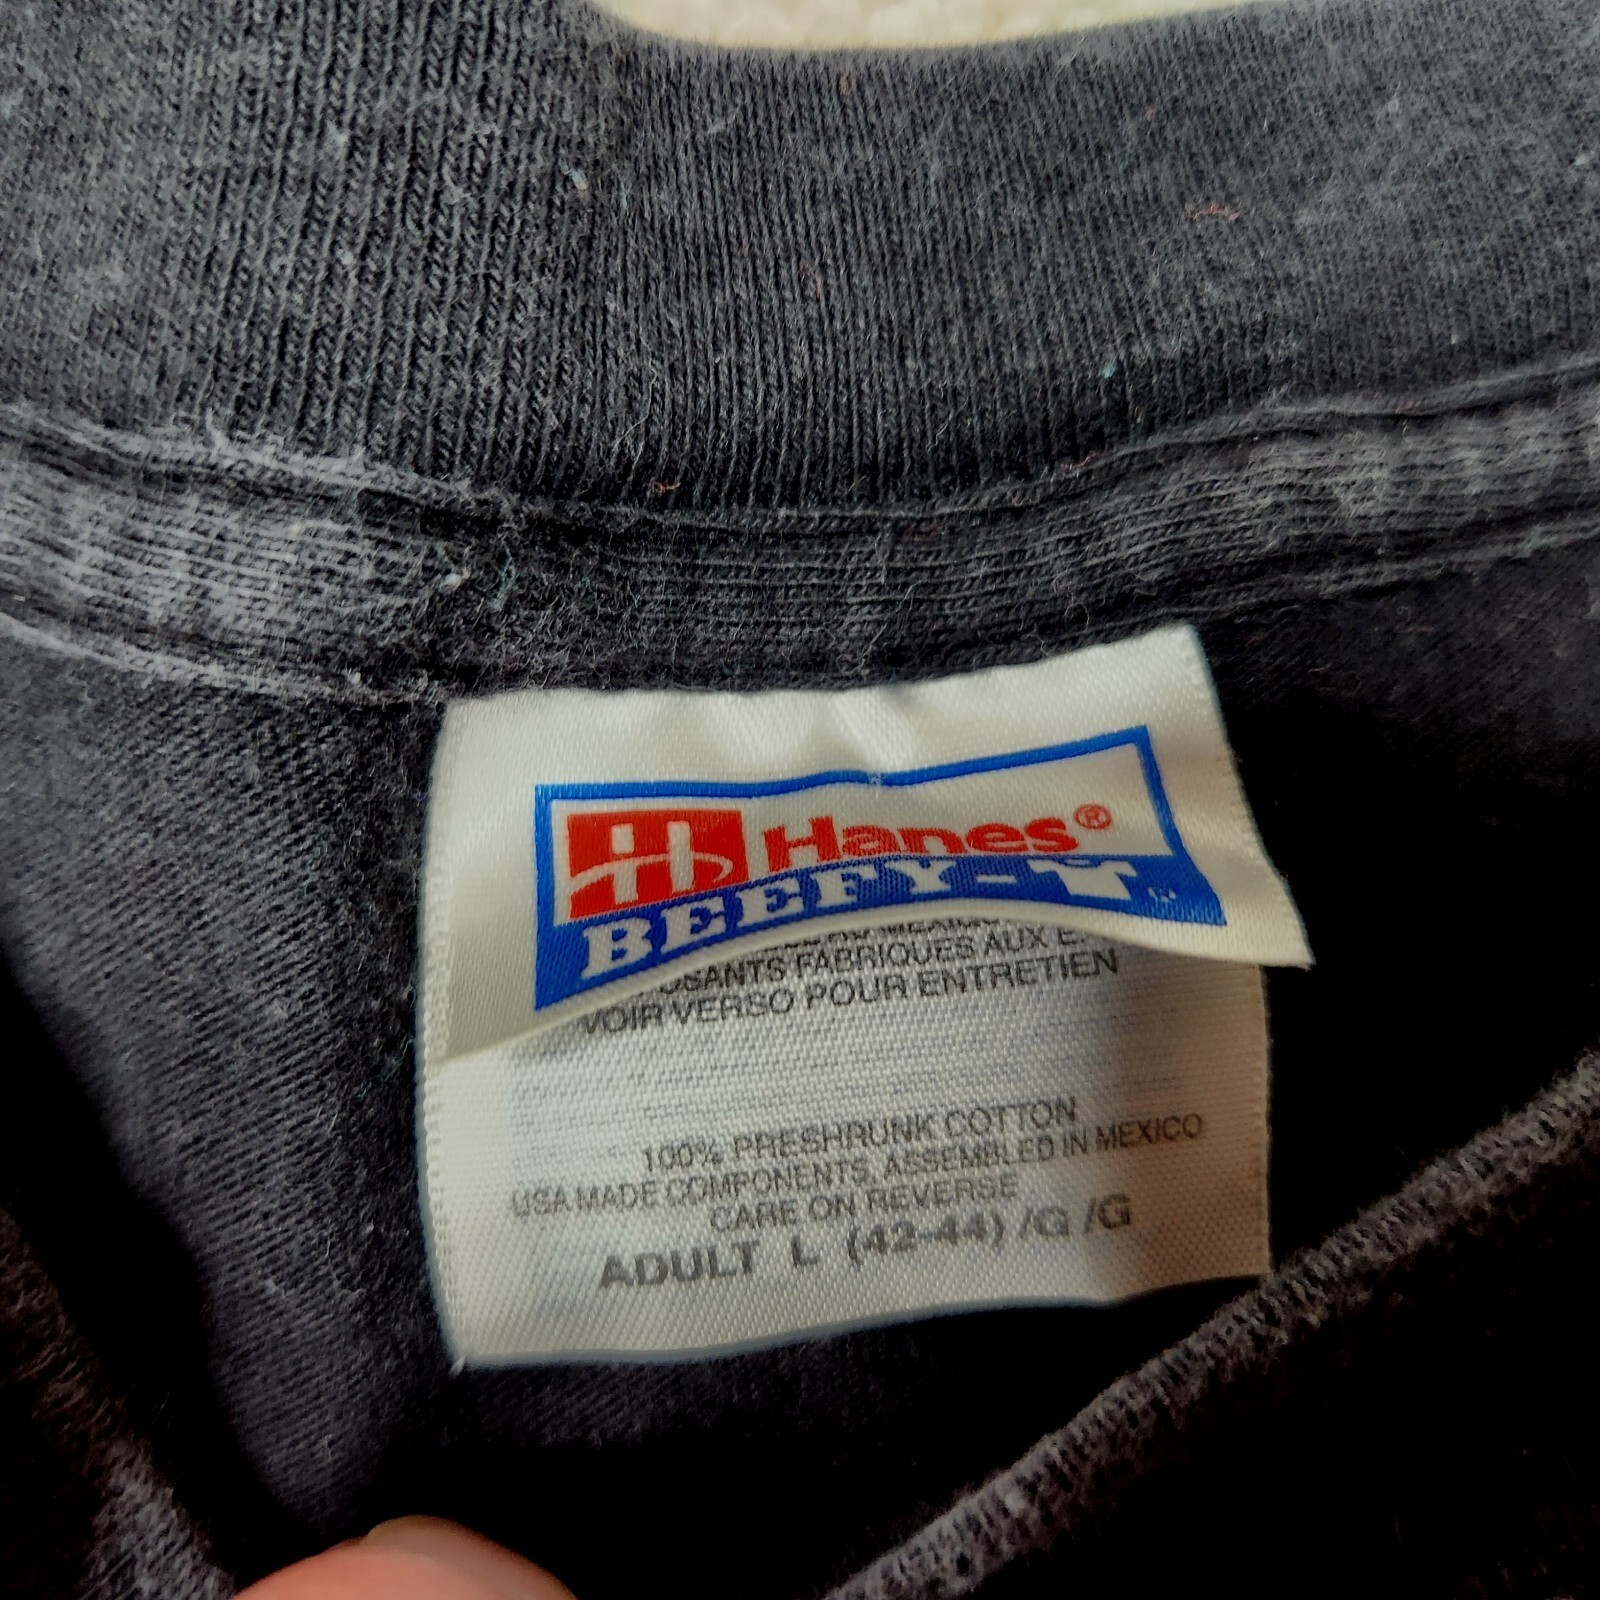 Hanes®
BEEFY-T®
MEXIQUE
FABRIQUES AUX
VOIR VERSO POUR ENTRETIEN
100% PRESHRUNK COTTON
USA MADE COMPONENTS, ASSEMBLED IN MEXICO
CARE ON REVERSE
ADULT L (42-44) /G /G